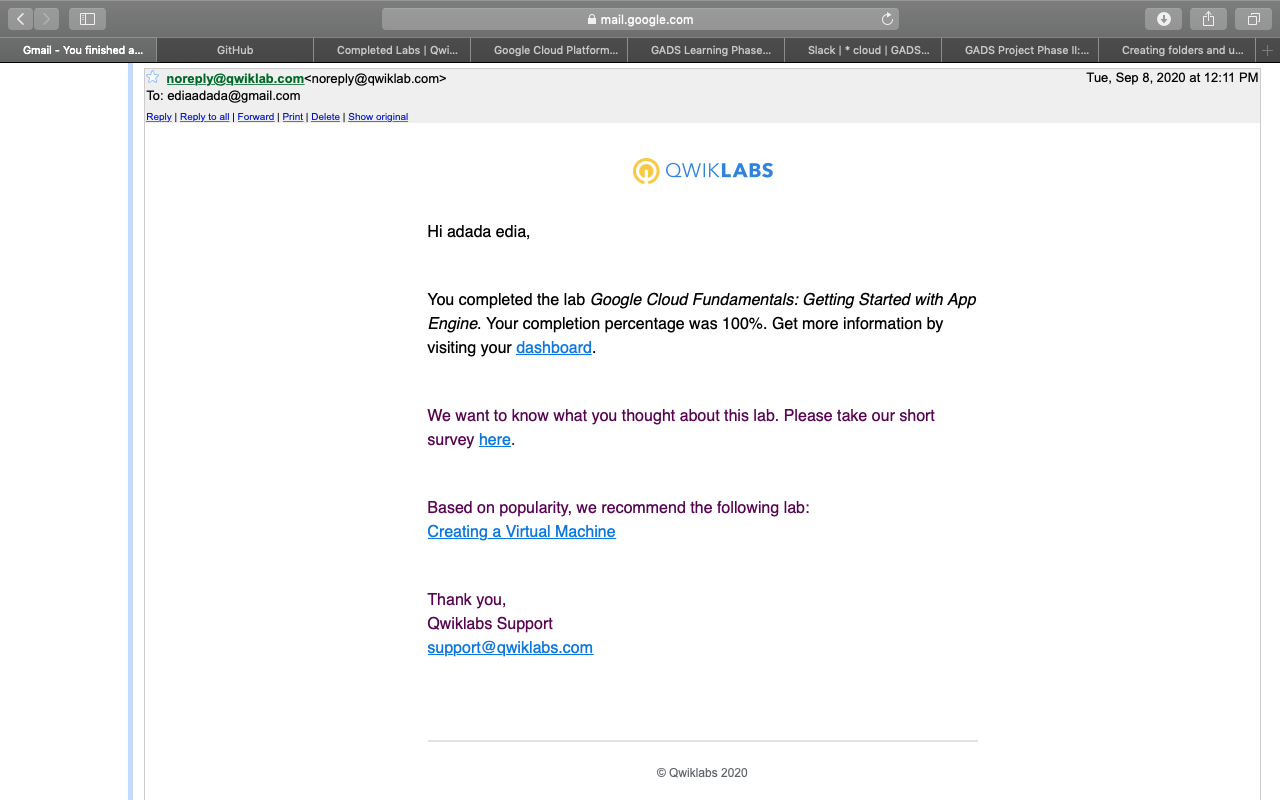 mail.google.com
Gmail - You finished a...
GitHub
Completed Labs | Qwi...
Google Cloud Platform...
GADS Learning Phase...
Slack | * cloud | GADS...
GADS Project Phase II:...
Creating folders and u...
noreply@qwiklab.com<noreply@qwiklab.com>
Tue, Sep 8, 2020 at 12:11 PM
To: ediaadada@gmail.com
Reply | Reply to all | Forward | Print | Delete | Show original
QWIKLABS
Hi adada edia,
You completed the lab Google Cloud Fundamentals: Getting Started with App
Engine. Your completion percentage was 100%. Get more information by
visiting your dashboard.
We want to know what you thought about this lab. Please take our short
survey here.
Based on popularity, we recommend the following lab:
Creating a Virtual Machine
Thank you,
Qwiklabs Support
support@qwiklabs.com
© Qwiklabs 2020